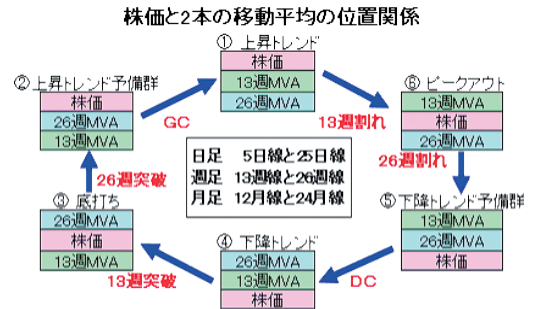 株価と2本の移動平均の位置関係
① 上昇トレンド
株価
13週MVA
26週MVA
② 上昇トレンド予備群
株価
26週MVA
13週MVA
GC
13週割れ
⑥ ピークアウト
13週MVA
株価
26週MVA
26週割れ
日足 5日線と25日線
週足 13週線と26週線
月足 12月線と24月線
26週突破
③ 底打ち
26週MVA
株価
13週MVA
13週突破
④ 下降トレンド
26週MVA
13週MVA
株価
DC
⑤ 下降トレンド予備群
13週MVA
26週MVA
株価